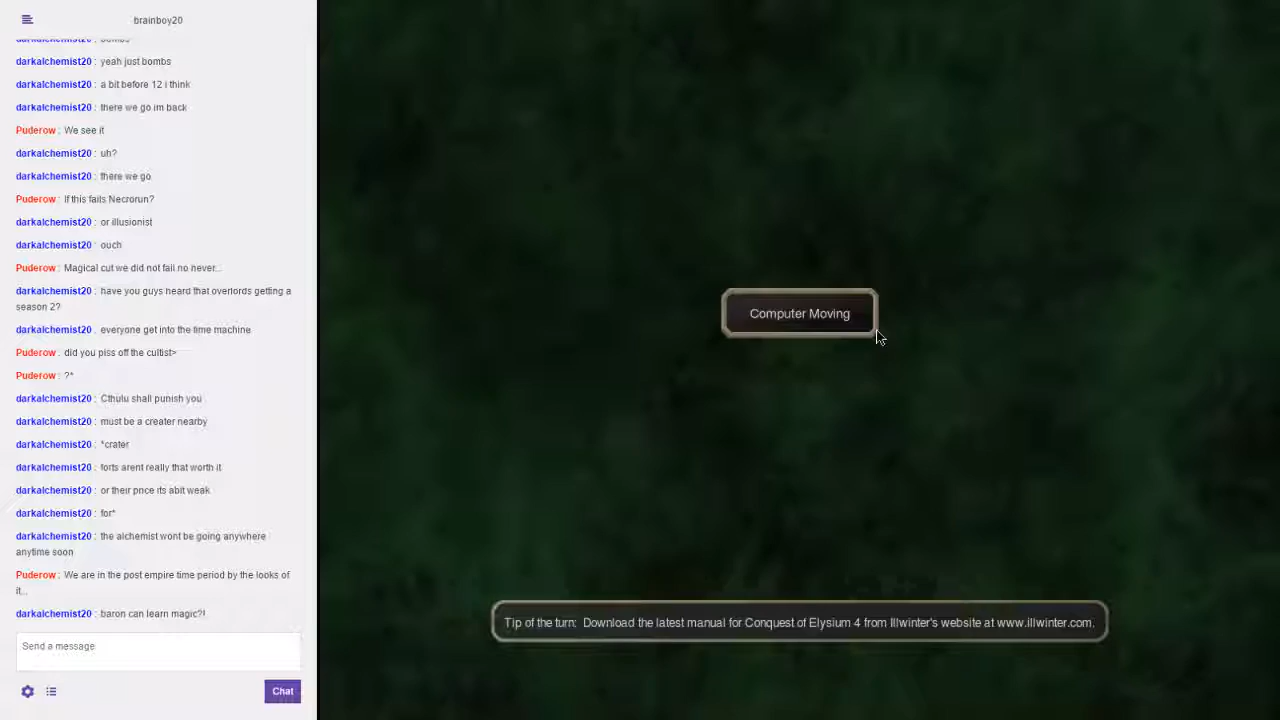 brainboy20
darkalchemist20 : bombs
darkalchemist20 : yeah just bombs
darkalchemist20 : a bit before 12 i think
darkalchemist20 : there we go im back
Puderow : We see it
darkalchemist20 : uh?
darkalchemist20 : there we go
Puderow : If this fails Necrorun?
darkalchemist20 : or illusionist
darkalchemist20 : ouch
Puderow : Magical cut we did not fail no never...
darkalchemist20 : have you guys heard that overlords getting a
season 2?
darkalchemist20 : everyone get into the time machine
Puderow : did you piss off the cultist>
Puderow : ?*
darkalchemist20 : Cthulu shall punish you
darkalchemist20 : must be a creater nearby
darkalchemist20 : *crater
darkalchemist20 : forts arent really that worth it
darkalchemist20 : or their price its abit weak
darkalchemist20 : for*
darkalchemist20 : the alchemist wont be going anywhere
anytime soon
Puderow : We are in the post empire time period by the looks of
it...
darkalchemist20 : baron can learn magic?!
Send a message
Chat
Computer Moving
Tip of the turn: Download the latest manual for Conquest of Elysium 4 from Illwinter's website at www.illwinter.com.